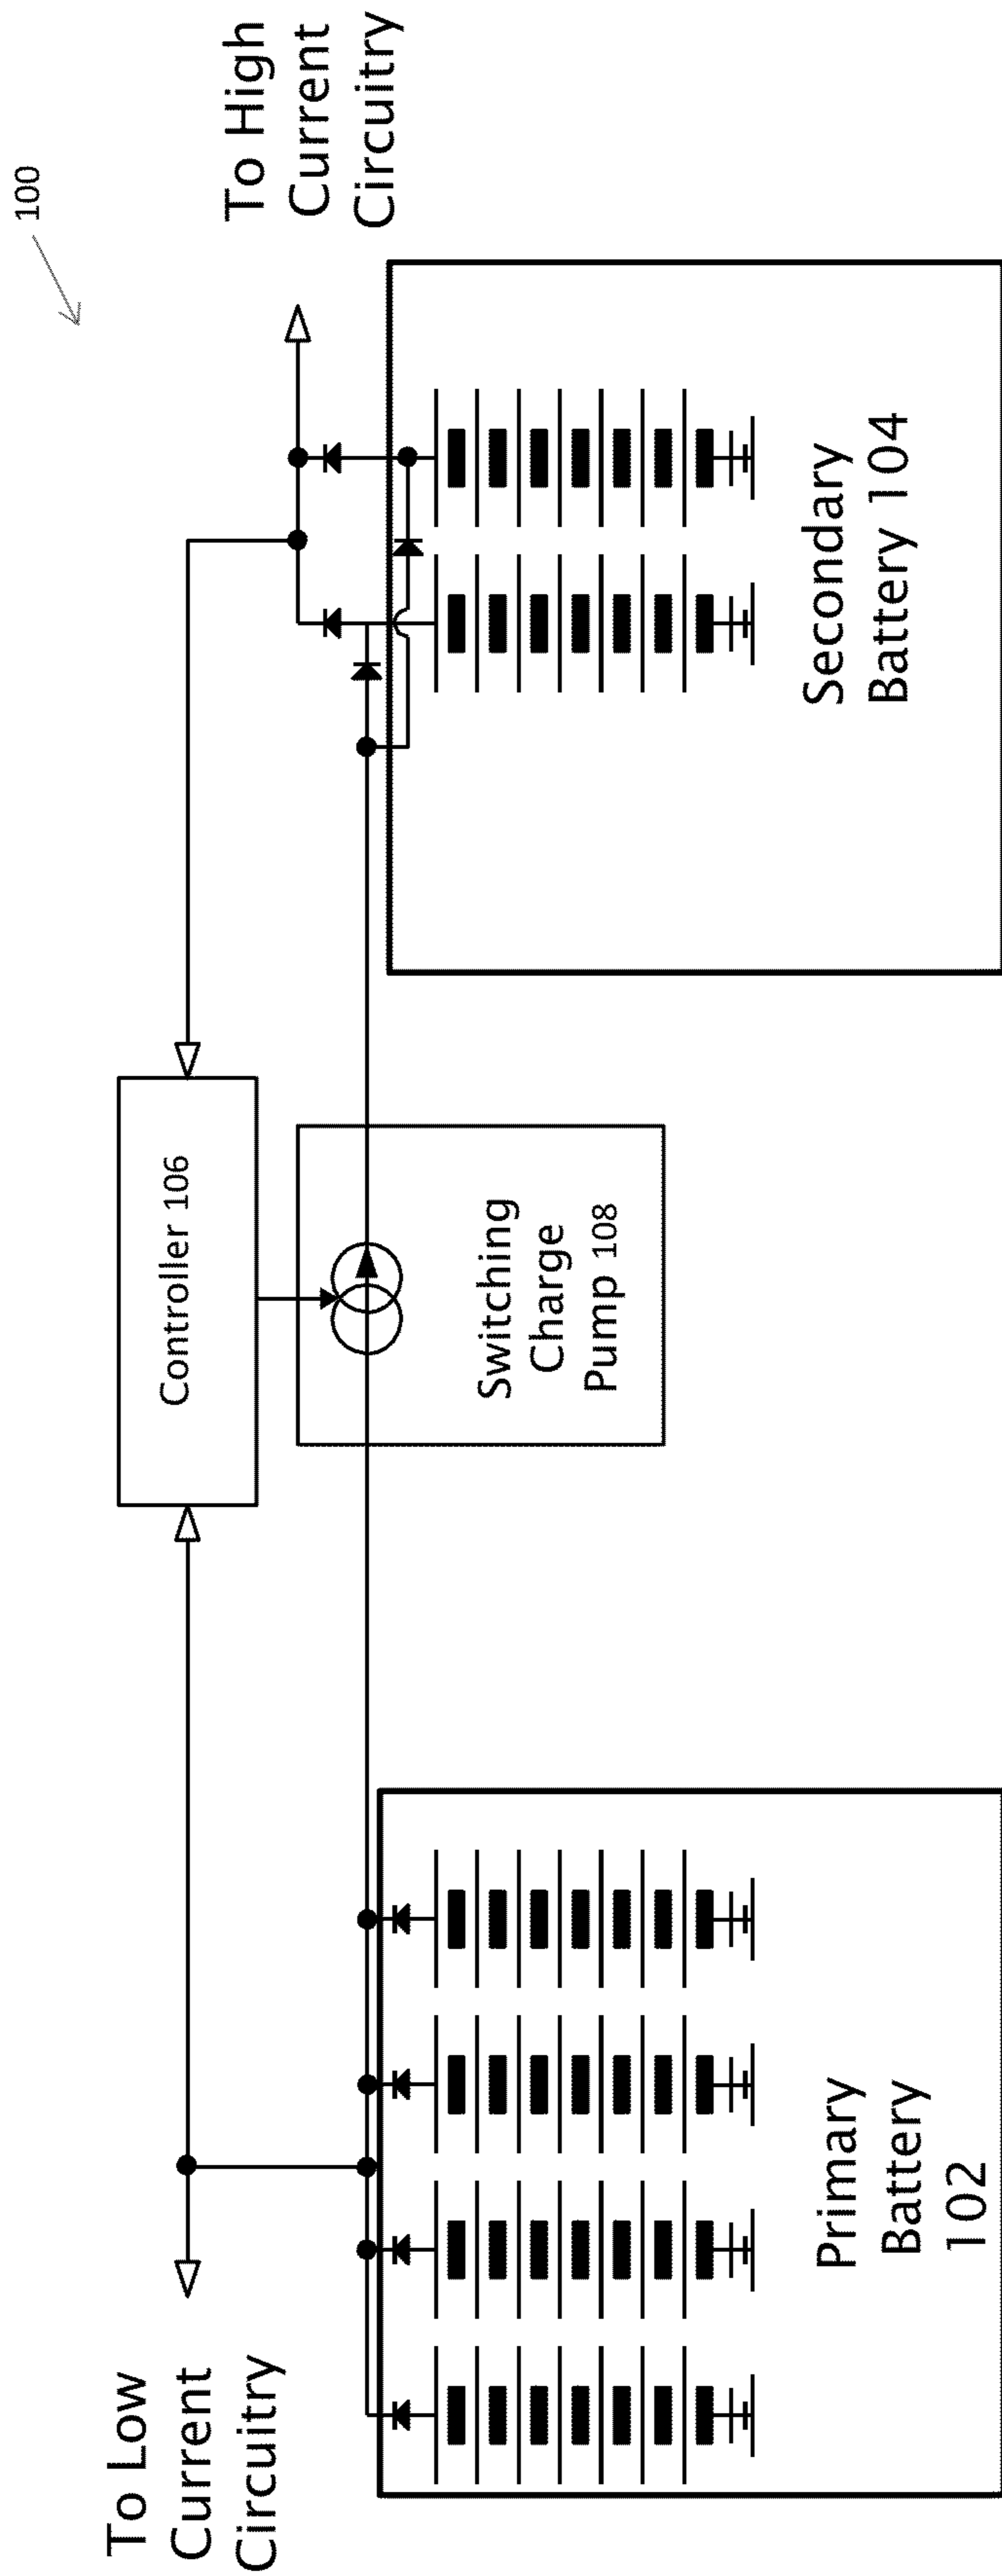 100
To Low
Current
Circuitry
To High
Current
Circuitry
Controller 106
Switching
Charge
Pump 108
Primary
Battery
102
Secondary
Battery 104